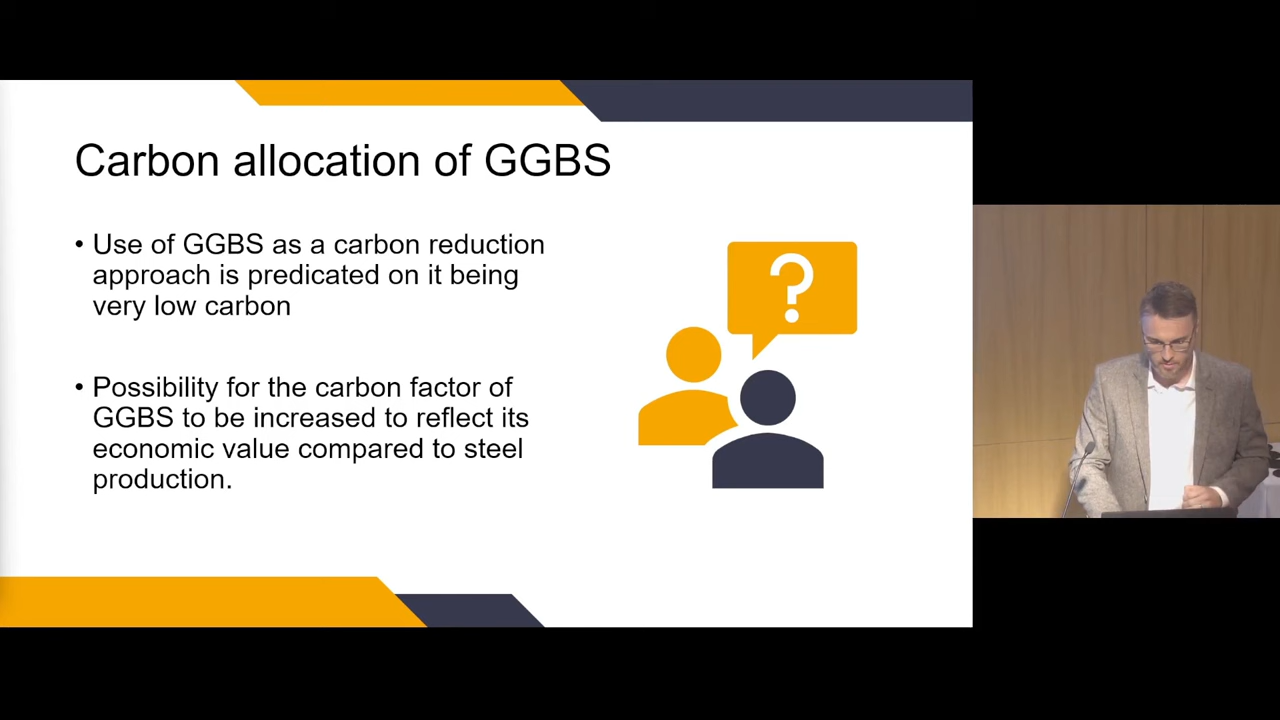 Carbon allocation of GGBS
• Use of GGBS as a carbon reduction
approach is predicated on it being
very low carbon
• Possibility for the carbon factor of
GGBS to be increased to reflect its
economic value compared to steel
production.
?